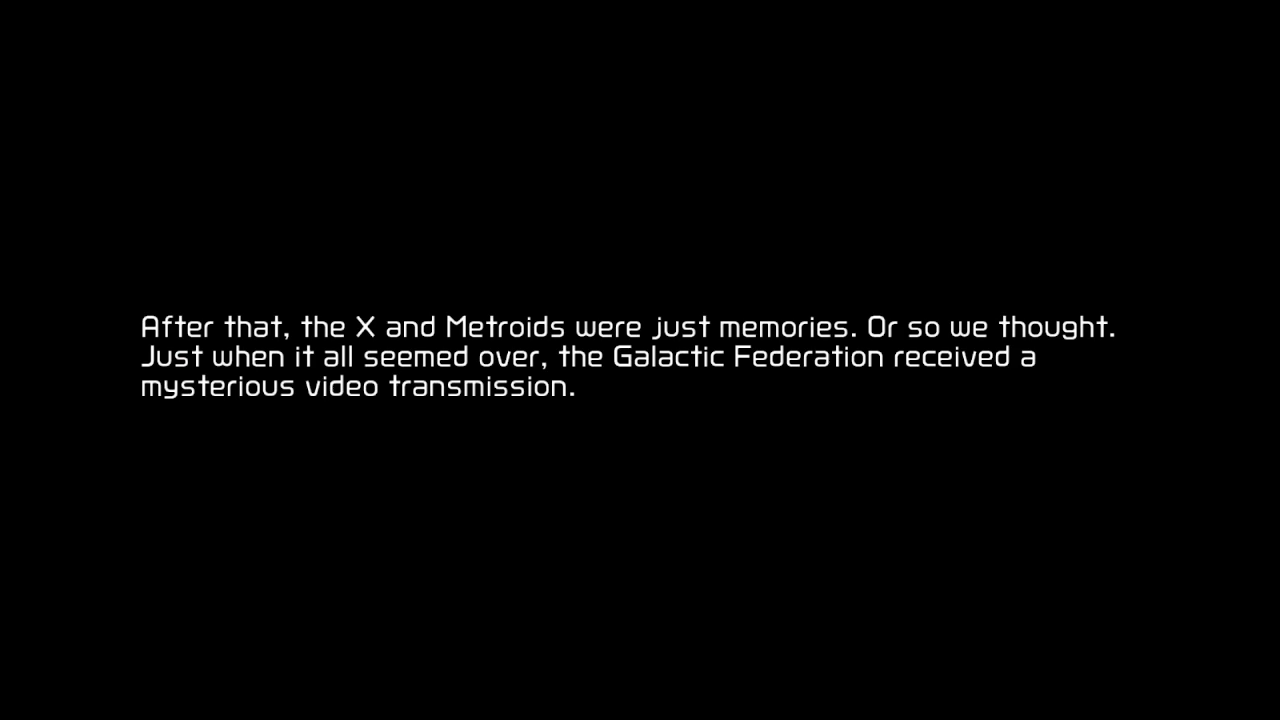 After that, the X and Metroids were just memories. Or so we thought.
Just when it all seemed over, the Galactic Federation received a
mysterious video transmission.